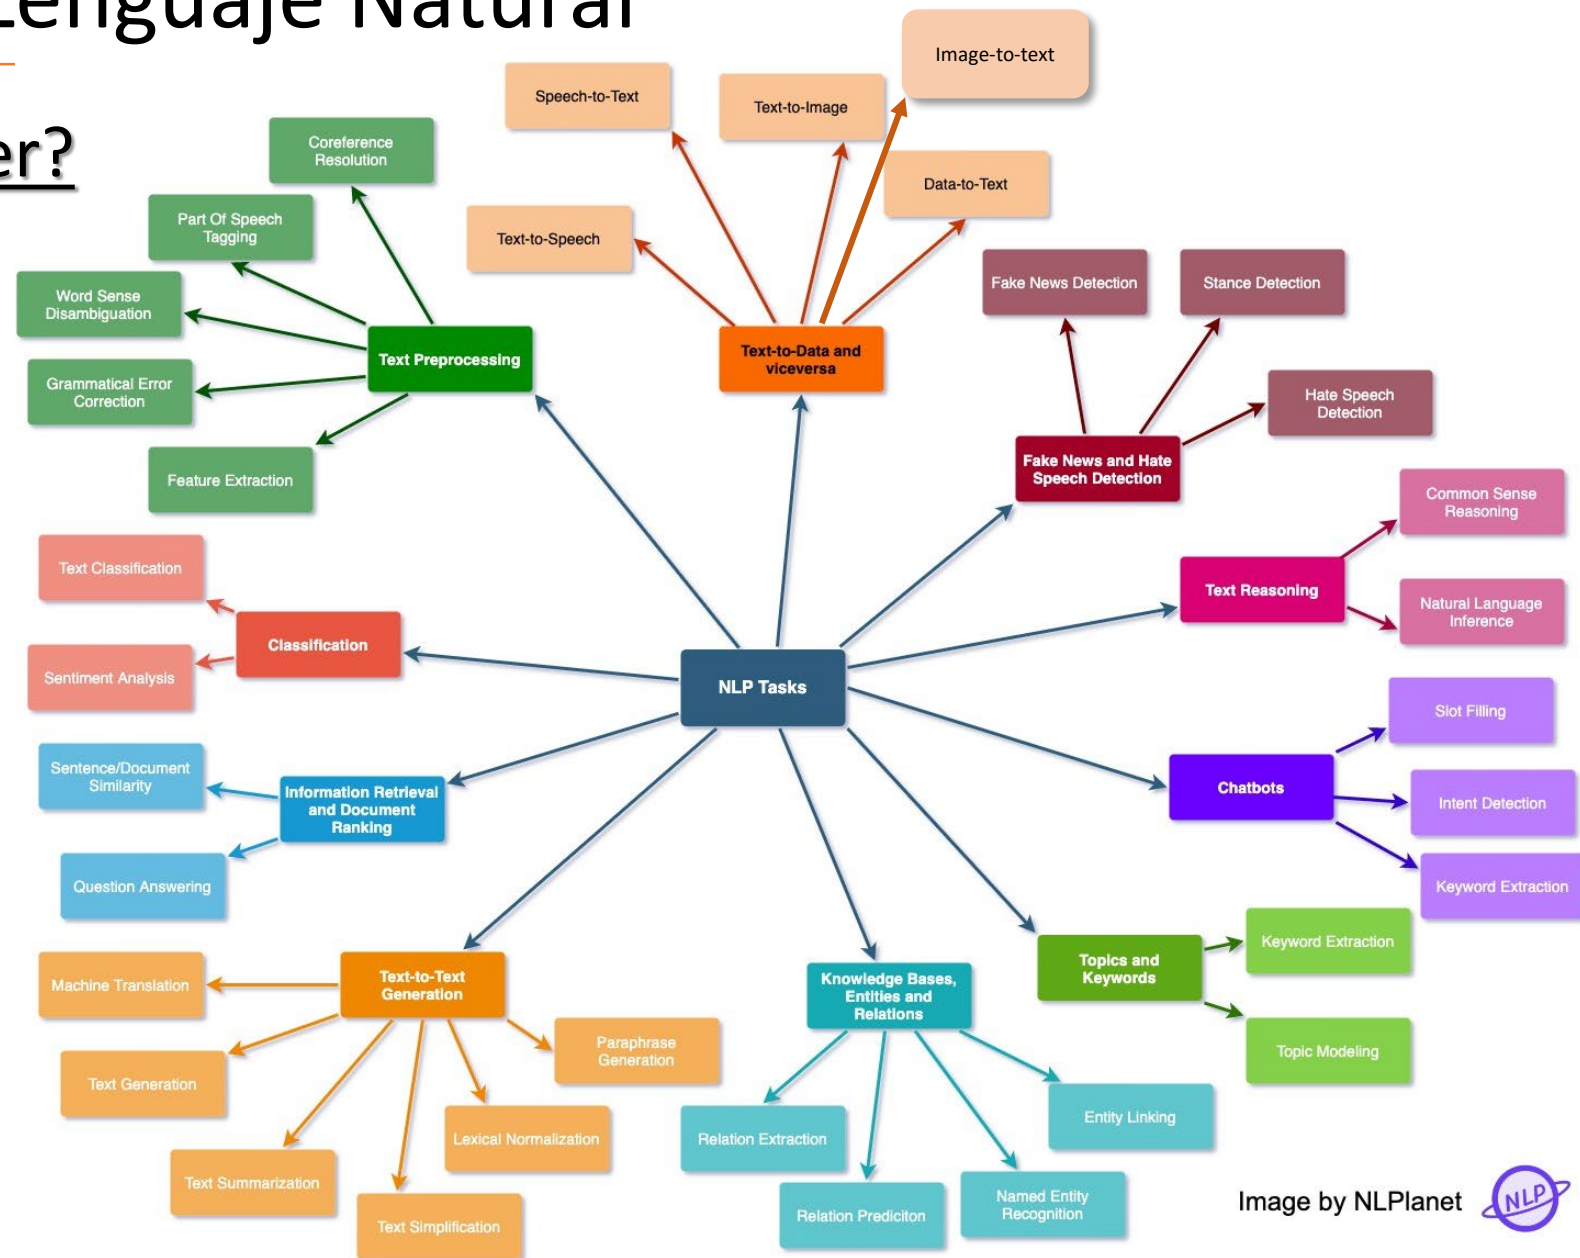 Lenguaje Natural
er?
Image-to-text
Speech-to-Text
Text-to-Image
Data-to-Text
Text-to-Speech
Coreference
Resolution
Part Of Speech
Tagging
Word Sense
Disambiguation
Grammatical Error
Correction
Feature Extraction
Text Preprocessing
Text-to-Data and
viceversa
Fake News Detection
Stance Detection
Hate Speech
Detection
Fake News and Hate
Speech Detection
Common Sense
Reasoning
Text Reasoning
Natural Language
Inference
Text Classification
Classification
Sentiment Analysis
NLP Tasks
Slot Filling
Chatbots
Intent Detection
Keyword Extraction
Sentence/Document
Similarity
Information Retrieval
and Document
Ranking
Question Answering
Keyword Extraction
Topics and
Keywords
Topic Modeling
Machine Translation
Text-to-Text
Generation
Paraphrase
Generation
Text Generation
Lexical Normalization
Text Summarization
Text Simplification
Knowledge Bases,
Entities and
Relations
Entity Linking
Relation Extraction
Named Entity
Recognition
Relation Prediciton
Image by NLPlanet
NLP